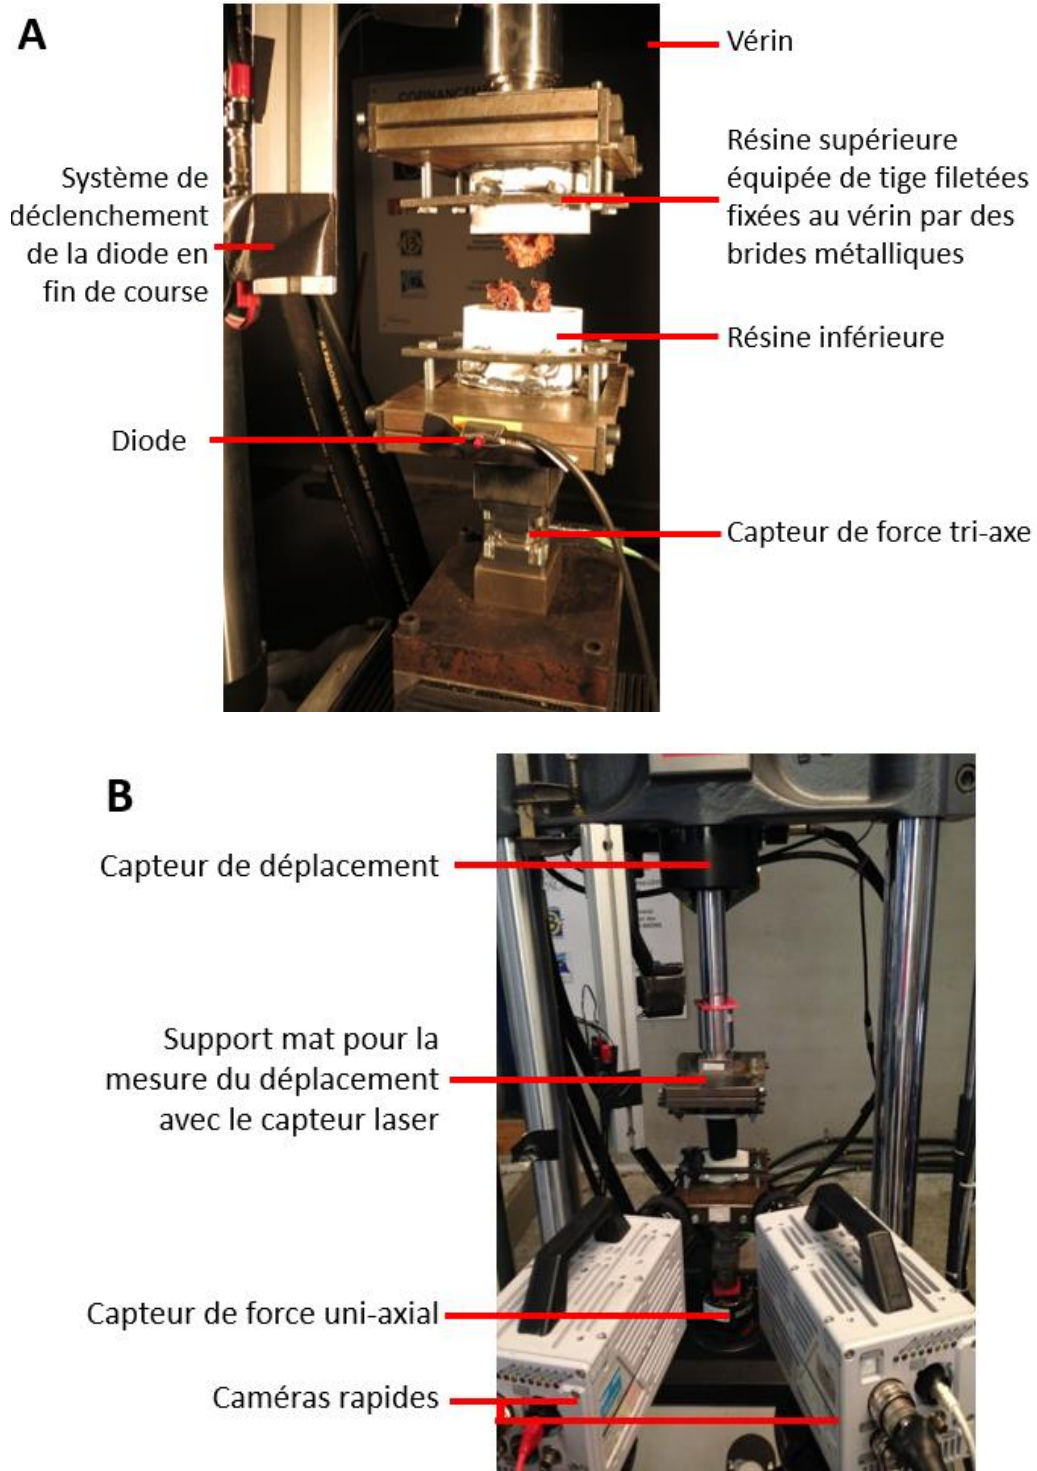 A
Vérin
Résine supérieure
équipée de tige filetées
fixées au vérin par des
brides métalliques
Système de
déclenchement
de la diode en
fin de course
Résine inférieure
Diode
Capteur de force tri-axe
B
Capteur de déplacement
Support mat pour la
mesure du déplacement
avec le capteur laser
Capteur de force uni-axial
Caméras rapides